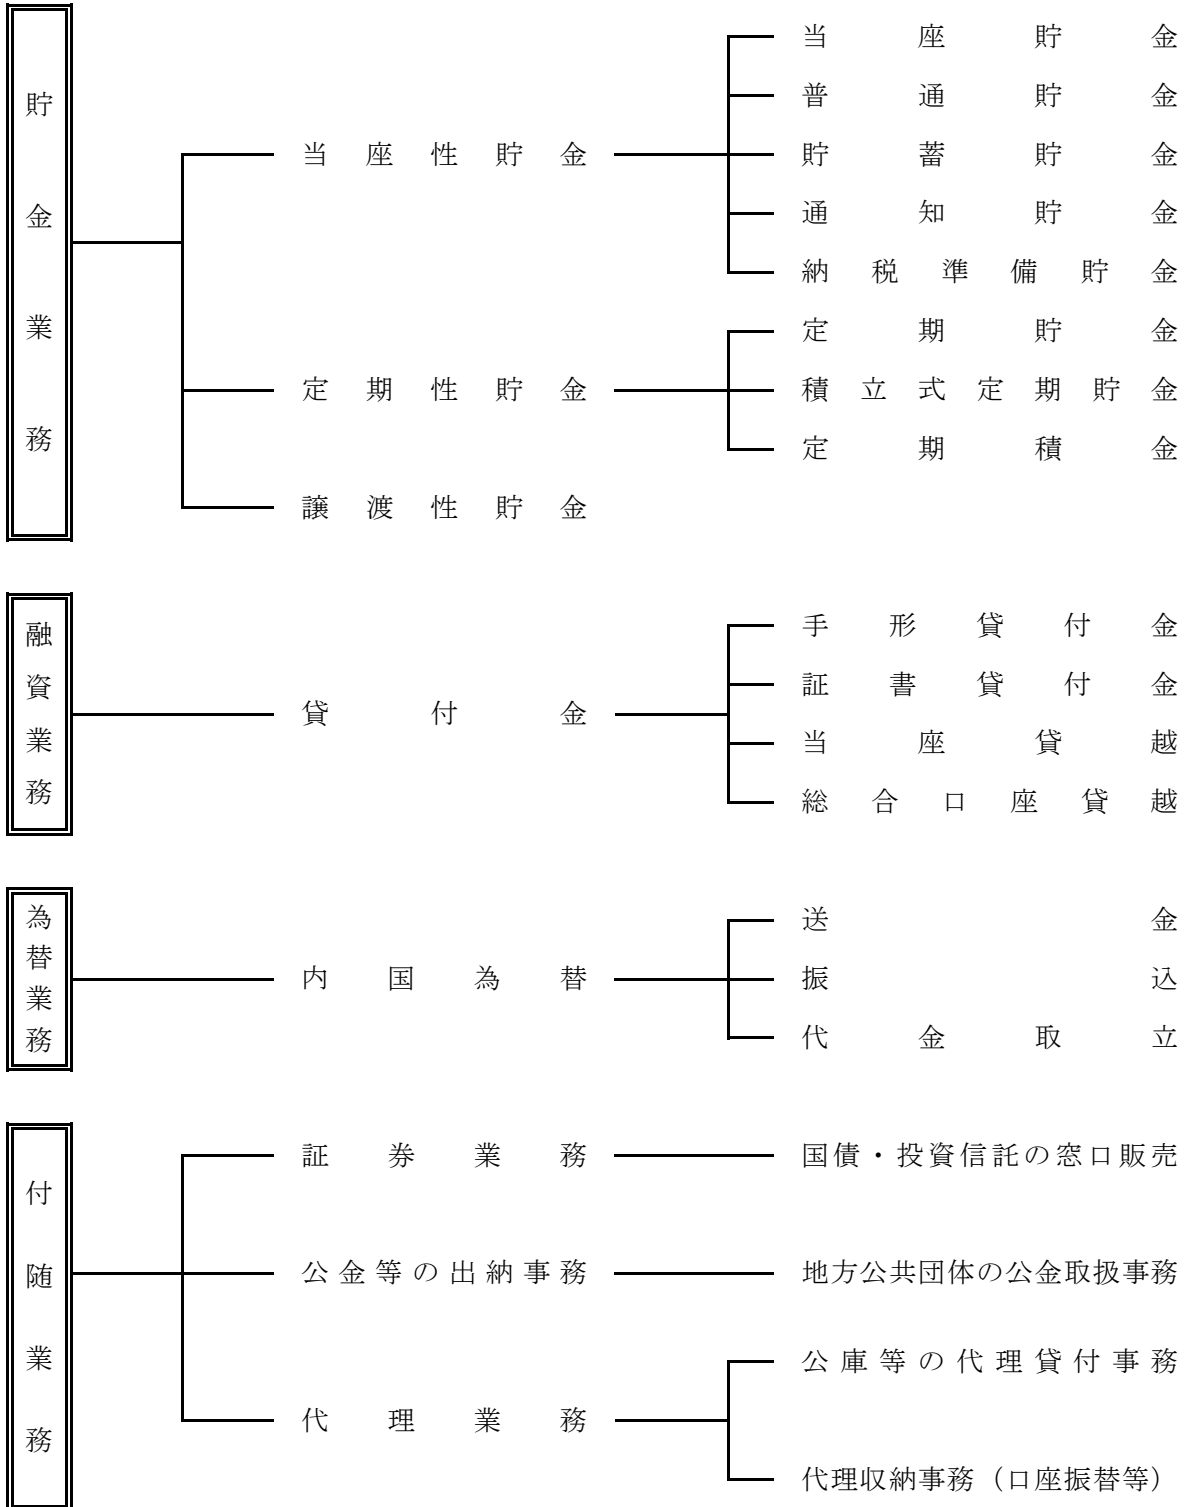 貯金業務
当座性貯金
当座貯金
普通貯金
貯蓄貯金
通知貯金
納税準備貯金
定期性貯金
定期貯金
積立式定期貯金
定期積金
譲渡性貯金
融資業務
貸付金
手形貸付金
証書貸付金
当座貸越
総合口座貸越
為替業務
内国為替
送金
振込
代金取立
付随業務
証券業務
国債・投資信託の窓口販売
公金等の出納事務
地方公共団体の公金取扱事務
代理業務
公庫等の代理貸付事務
代理収納事務（口座振替等）